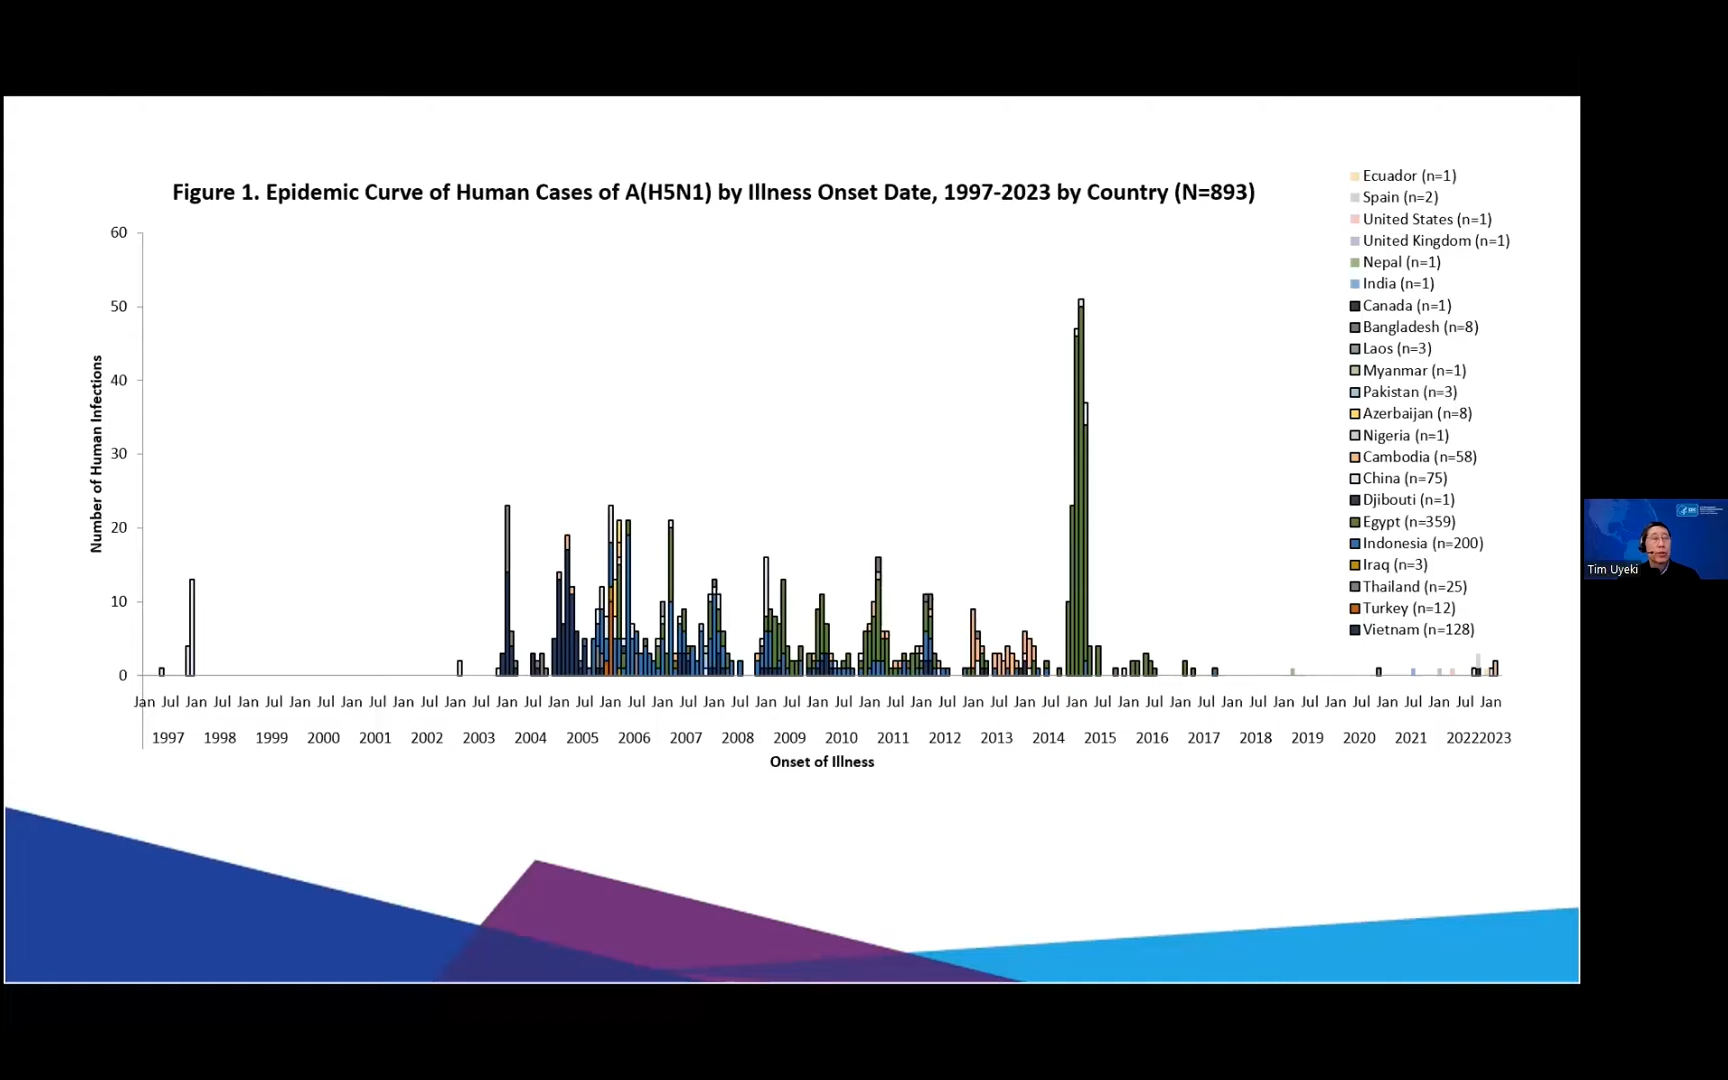 Figure 1. Epidemic Curve of Human Cases of A(H5N1) by Illness Onset Date, 1997-2023 by Country (N=893)
60
50
40
30
20
10
0
Number of Human Infections
Jan Jul Jan Jul Jan Jul Jan Jul Jan Jul Jan Jul Jan Jul Jan Jul Jan Jul Jan Jul Jan Jul Jan Jul Jan Jul Jan Jul Jan Jul Jan Jul Jan Jul Jan Jul Jan Jul Jan Jul Jan Jul Jan Jul Jan Jul Jan Jul Jan Jul Jan Jul Jan
1997 1998 1999 2000 2001 2002 2003 2004 2005 2006 2007 2008 2009 2010 2011 2012 2013 2014 2015 2016 2017 2018 2019 2020 2021 2022 2023
Onset of Illness
Ecuador (n=1)
Spain (n=2)
United States (n=1)
United Kingdom (n=1)
Nepal (n=1)
India (n=1)
Canada (n=1)
Bangladesh (n=8)
Laos (n=3)
Myanmar (n=1)
Pakistan (n=3)
Azerbaijan (n=8)
Nigeria (n=1)
Cambodia (n=58)
China (n=75)
Djibouti (n=1)
Egypt (n=359)
Indonesia (n=200)
Iraq (n=3)
Thailand (n=25)
Turkey (n=12)
Vietnam (n=128)
Tim Uyeki